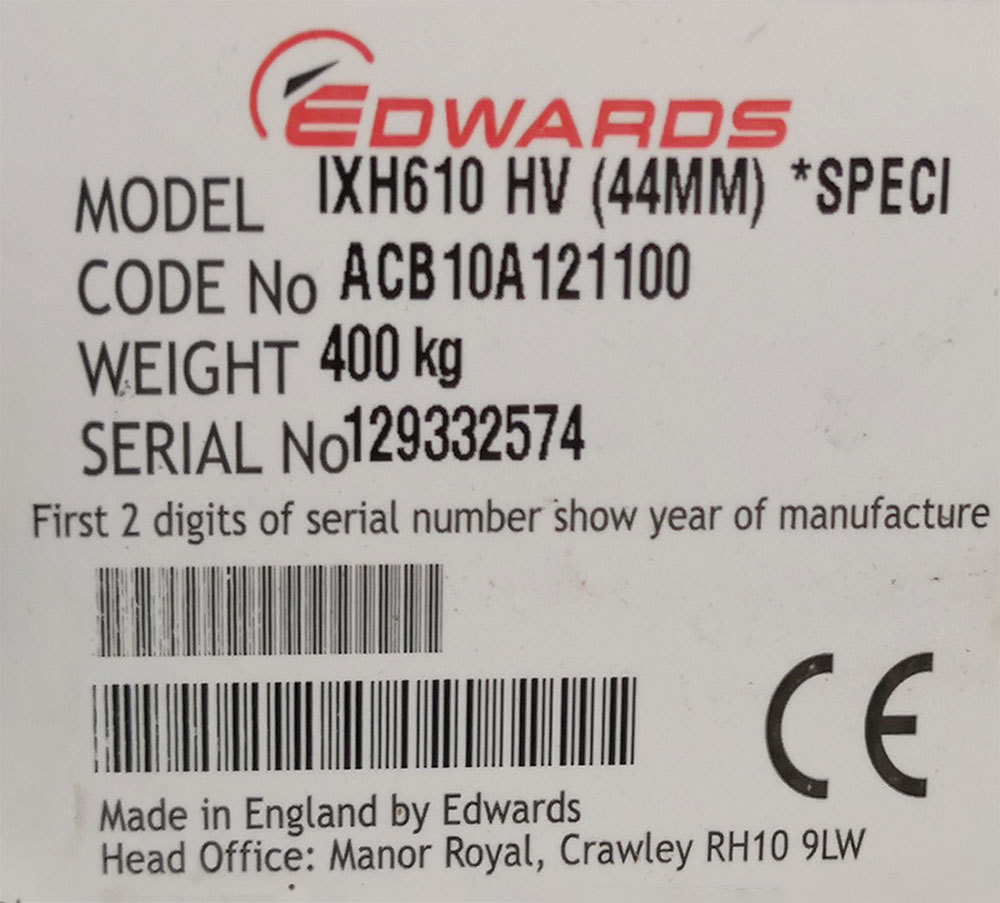 EDWARDS
MODEL IXH610 HV (44MM) *SPECI
CODE No ACB10A121100
WEIGHT 400 kg
SERIAL No 129332574
First 2 digits of serial number show year of manufacture
CE
Made in England by Edwards
Head Office: Manor Royal, Crawley RH10 9LW